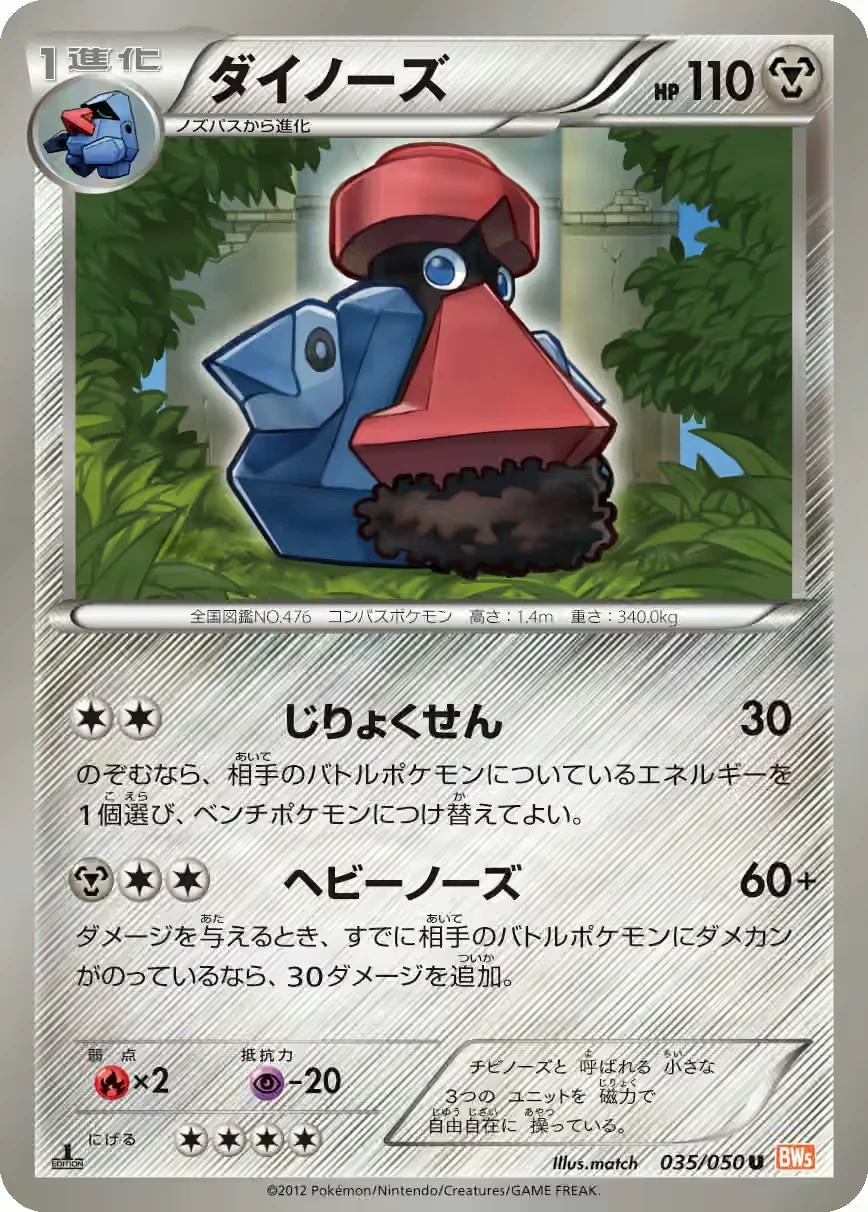 1進化
ダイノーズ
HP 110
ノズパスから進化
全国図鑑NO.476 コンパスポケモン 高さ：1.4m 重さ：340.0kg
じりょくせん 30
のぞむなら、相手のバトルポケモンについているエネルギーを
1個選び、ベンチポケモンにつけ替えてよい。
ヘビーノーズ 60+
ダメージを与えるとき、すでに相手のバトルポケモンにダメカン
がのっているなら、30ダメージを追加。
弱点 抵抗力
×2 -20
にげる
チビノーズと 呼ばれる 小さな
3つの ユニットを 磁力で
自由自在に 操っている。
1 EDITION
Illus.match 035/050 U BW5
©2012 Pokémon/Nintendo/Creatures/GAME FREAK.